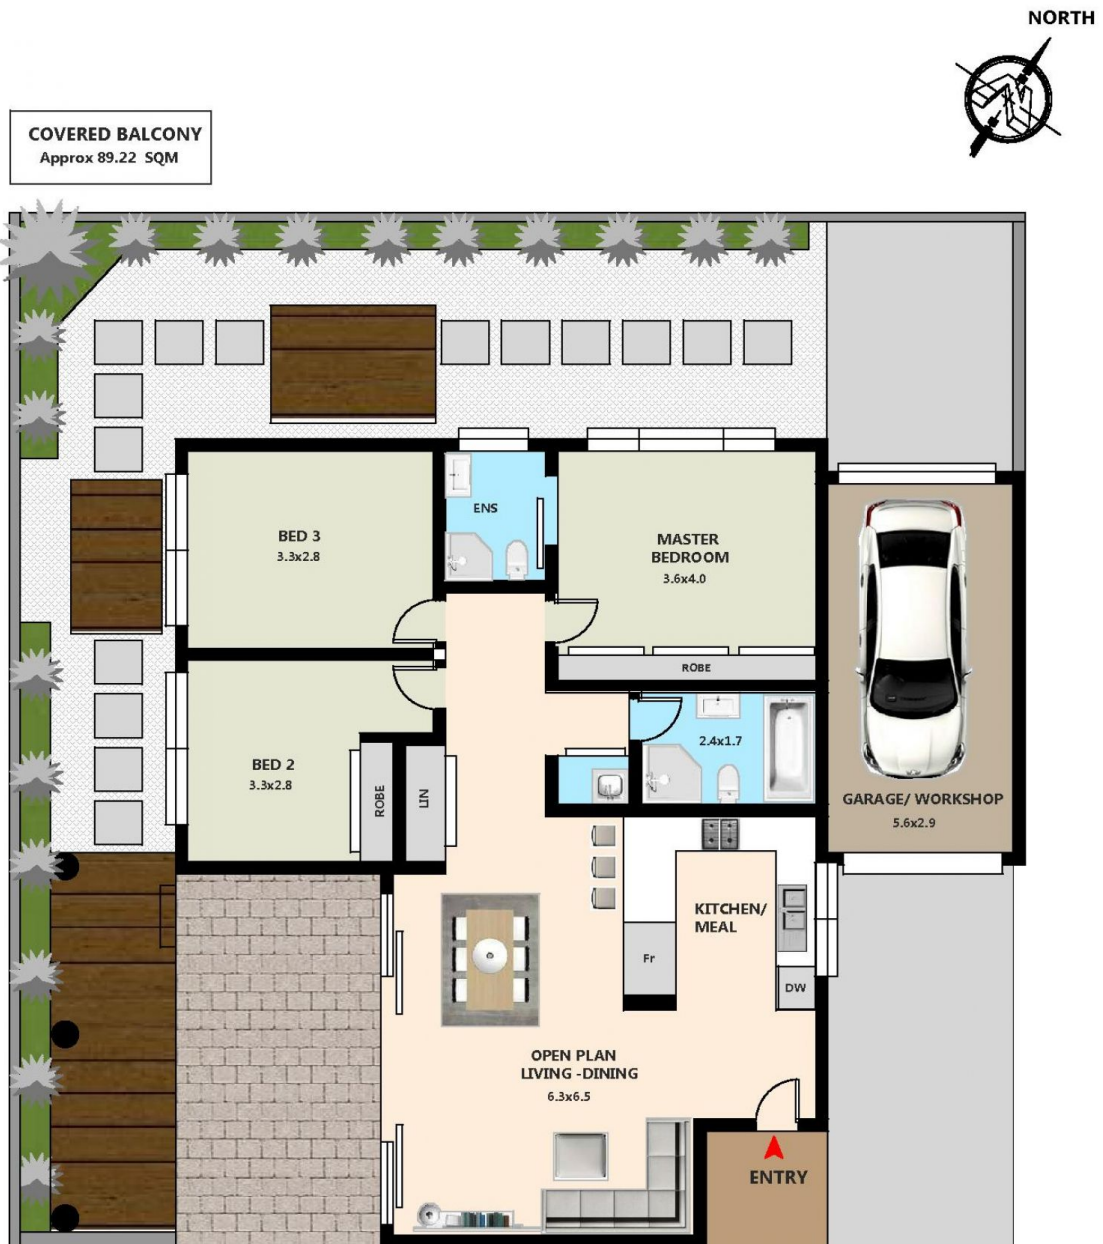 NORTH
COVERED BALCONY
Approx 89.22 SQM
BED 3
3.3x2.8
ENS
MASTER
BEDROOM
3.6x4.0
ROBE
2.4x1.7
BED 2
3.3x2.8
ROBE
LIN
GARAGE/ WORKSHOP
5.6x2.9
KITCHEN/
MEAL
Fr
DW
OPEN PLAN
LIVING -DINING
6.3x6.5
ENTRY